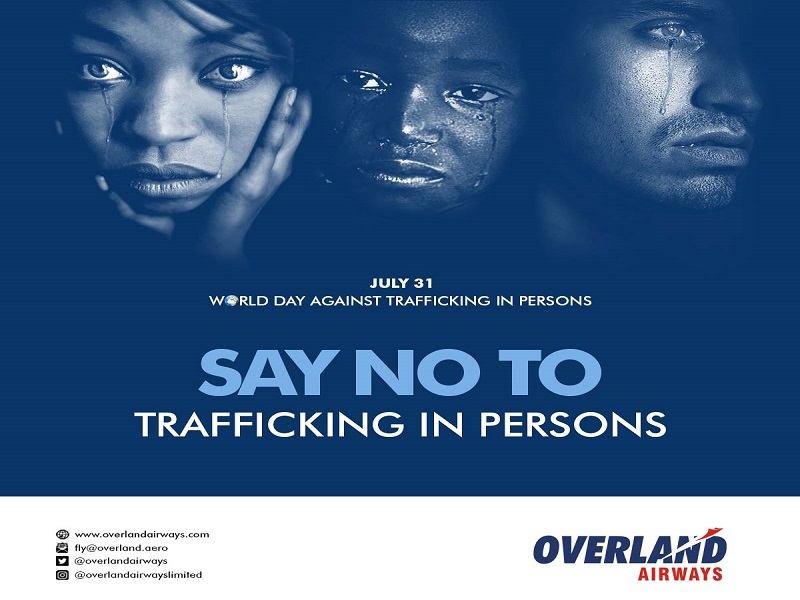 JULY 31
WORLD DAY AGAINST TRAFFICKING IN PERSONS
SAY NO TO
TRAFFICKING IN PERSONS
www.overlandairways.com
fly@overland.aero
@overlandairways
@overlandairwayslimited
OVERLAND
AIRWAYS